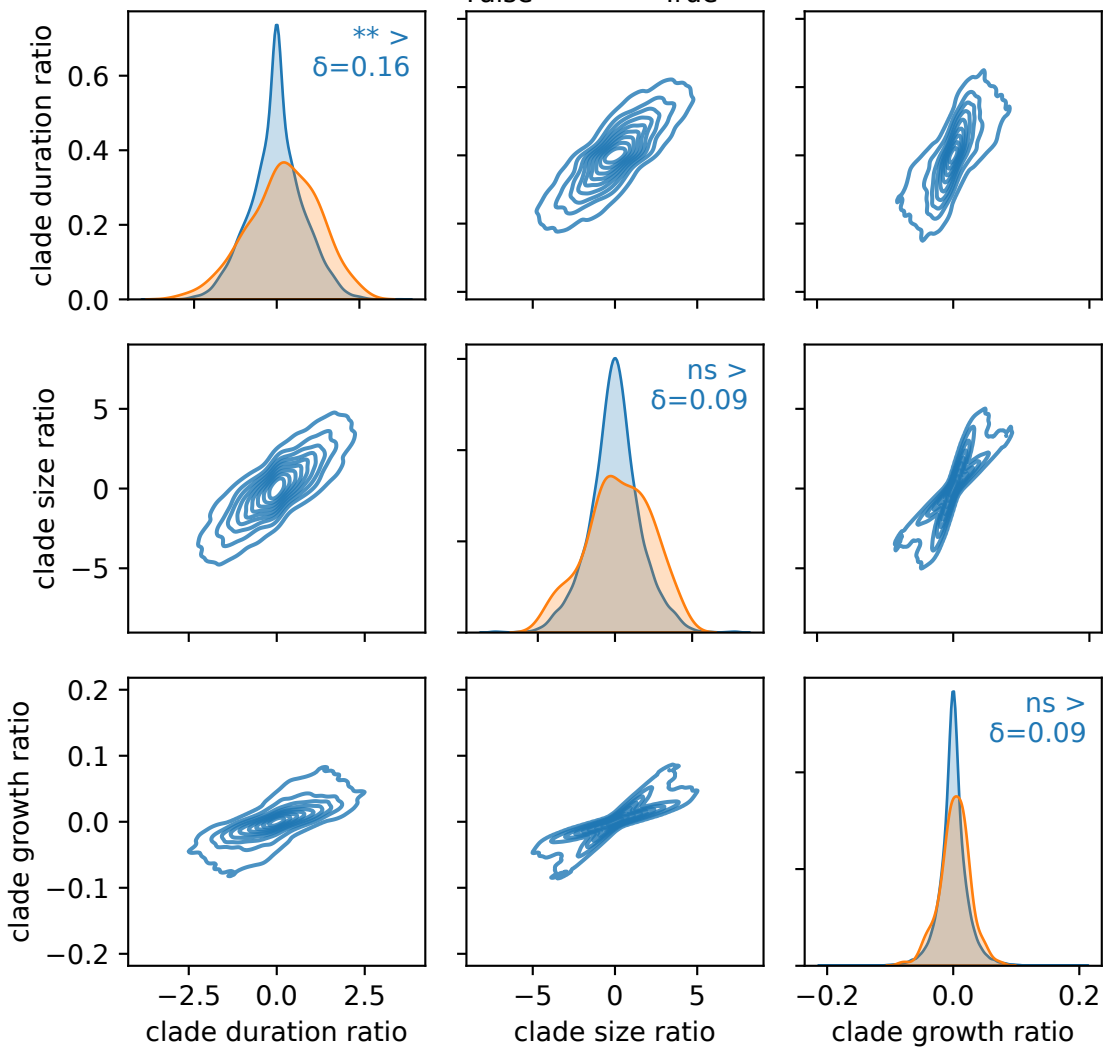 clade duration ratio
0.6
0.4
0.2
0.0
** >
δ=0.16
clade size ratio
5
0
−5
ns >
δ=0.09
clade growth ratio
0.2
0.1
0.0
−0.1
−0.2
ns >
δ=0.09
−2.5 0.0 2.5
clade duration ratio
−5 0 5
clade size ratio
−0.2 0.0 0.2
clade growth ratio